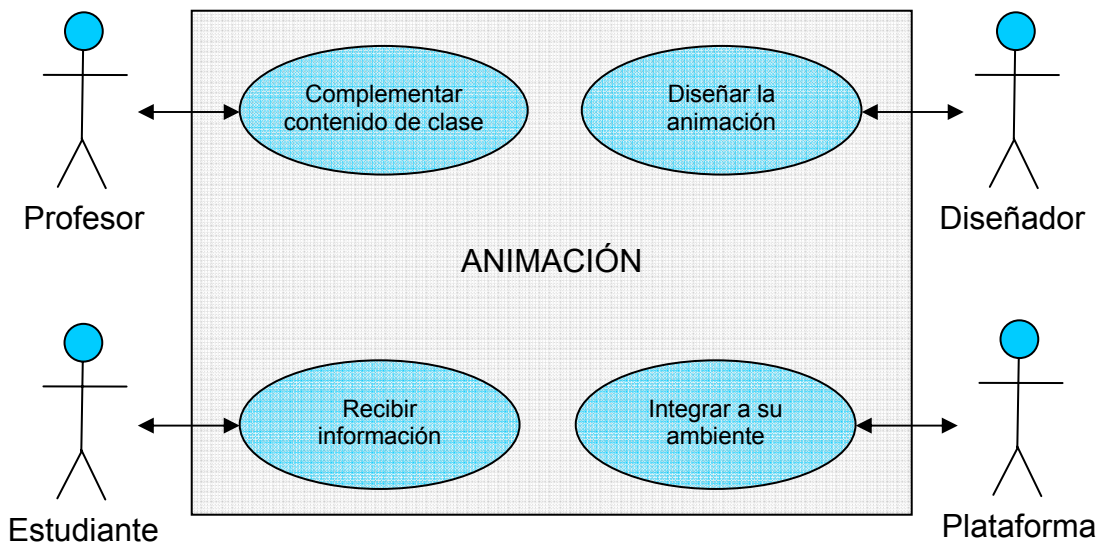 Complementar
contenido de clase
Diseñar la
animación
Profesor
Diseñador
ANIMACIÓN
Recibir
información
Integrar a su
ambiente
Estudiante
Plataforma